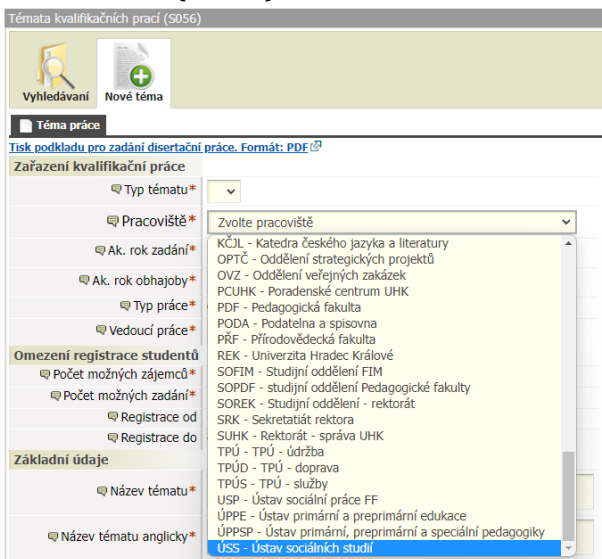 Témata kvalifikačních prací (S056)
Vyhledávaní
Nové téma
Téma práce
Tisk podkladu pro zadání disertační práce. Formát: PDF
Zařazení kvalifikační práce
Typ tématu*
Pracoviště*
Zvolte pracoviště
Ak. rok zadání*
Ak. rok obhajoby*
Typ práce*
Vedoucí práce*
Omezení registrace studentů
Počet možných zájemců*
Počet možných zadání*
Registrace od
Registrace do
Základní údaje
Název tématu*
Název tématu anglicky*
KČJL - Katedra českého jazyka a literatury
OPTČ - Oddělení strategických projektů
OVZ - Oddělení veřejných zakázek
PCUHK - Poradenské centrum UHK
PDF - Pedagogická fakulta
PODA - Podatelna a spisovna
PŘF - Přírodovědecká fakulta
REK - Univerzita Hradec Králové
SOFIM - Studijní oddělení FIM
SOPDF - studijní oddělení Pedagogické fakulty
SOREK - Studijní oddělení - rektorát
SRK - Sekretatiát rektora
SUHK - Rektorát - správa UHK
TPÚ - TPÚ - údržba
TPÚD - TPÚ - doprava
TPÚS - TPÚ - služby
USP - Ústav sociální práce FF
ÚPPE - Ústav primární a preprimární edukace
ÚPPSP - Ústav primární, preprimární a speciální pedagogiky
ÚSS - Ústav sociálních studií